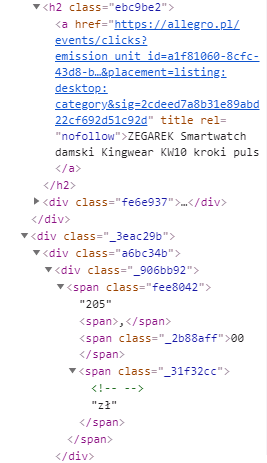 ▼<h2 class="ebc9be2">
<a href="https://allegro.pl/
events/clicks?
emission_unit_id=a1f81060-8cfc-
43d8-b…&placement=listing:
desktop:
category&sig=2cdeed7a8b31e89abd
22cf692d51c92d" title rel=
"nofollow">ZEGAREK Smartwatch
damski Kingwear KW10 kroki puls
</a>
</h2>
▶<div class="fe6e937">…</div>
</div>
▼<div class="_3eac29b">
▼<div class="a6bc34b">
▼<div class="_906bb92">
▼<span class="fee8042">
"205"
<span>,</span>
<span class="_2b88aff">00
</span>
▼<span class="_31f32cc">
<!-- -->
"zł"
</span>
</span>
</div>